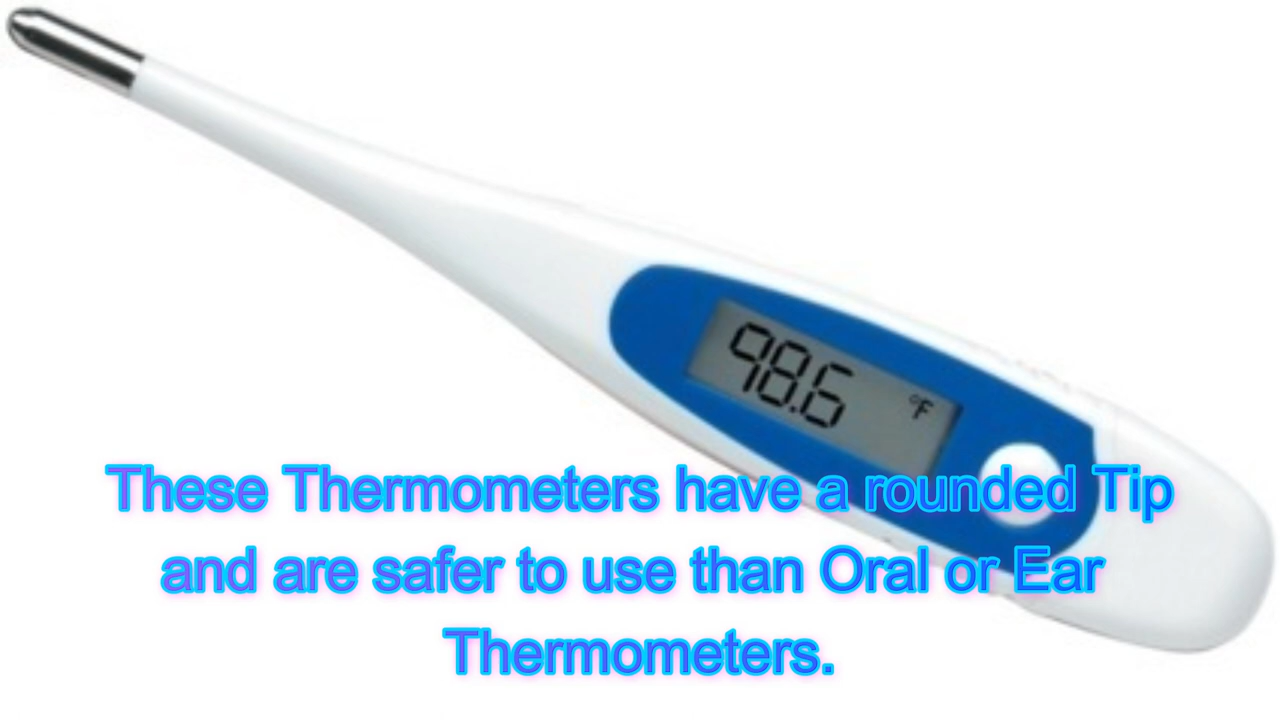 98.6 °F
These Thermometers have a rounded Tip
and are safer to use than Oral or Ear
Thermometers.